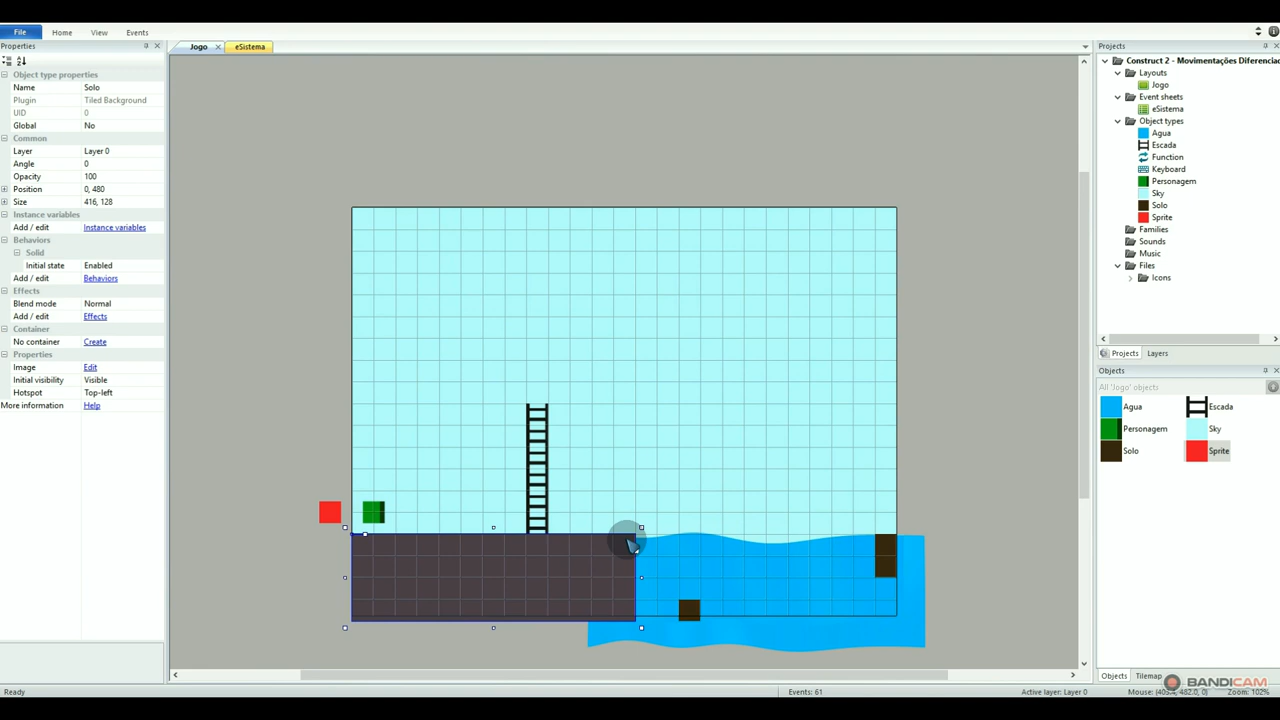 File
Home
View
Events
Properties
Jogo
eSistema
Projects
Object type properties
Name Solo
Plugin Tiled Background
UID 0
Global No
Common
Layer Layer 0
Angle 0
Opacity 100
Position 0, 480
Size 416, 128
Instance variables
Add / edit Instance variables
Behaviors
Solid
Initial state Enabled
Add / edit Behaviors
Effects
Blend mode Normal
Add / edit Effects
Container
No container Create
Properties
Image Edit
Initial visibility Visible
Hotspot Top-left
More information Help
Construct 2 - Movimentações Diferenciad
Layouts
Jogo
Event sheets
eSistema
Object types
Agua
Escada
Function
Keyboard
Personagem
Sky
Solo
Sprite
Families
Sounds
Music
Files
Icons
Projects
Layers
Objects
All 'Jogo' objects
Agua
Escada
Personagem
Sky
Solo
Sprite
Objects
Tilemap
BANDICAM
Ready
Events: 61
Active layer: Layer 0
Zoom: 102%